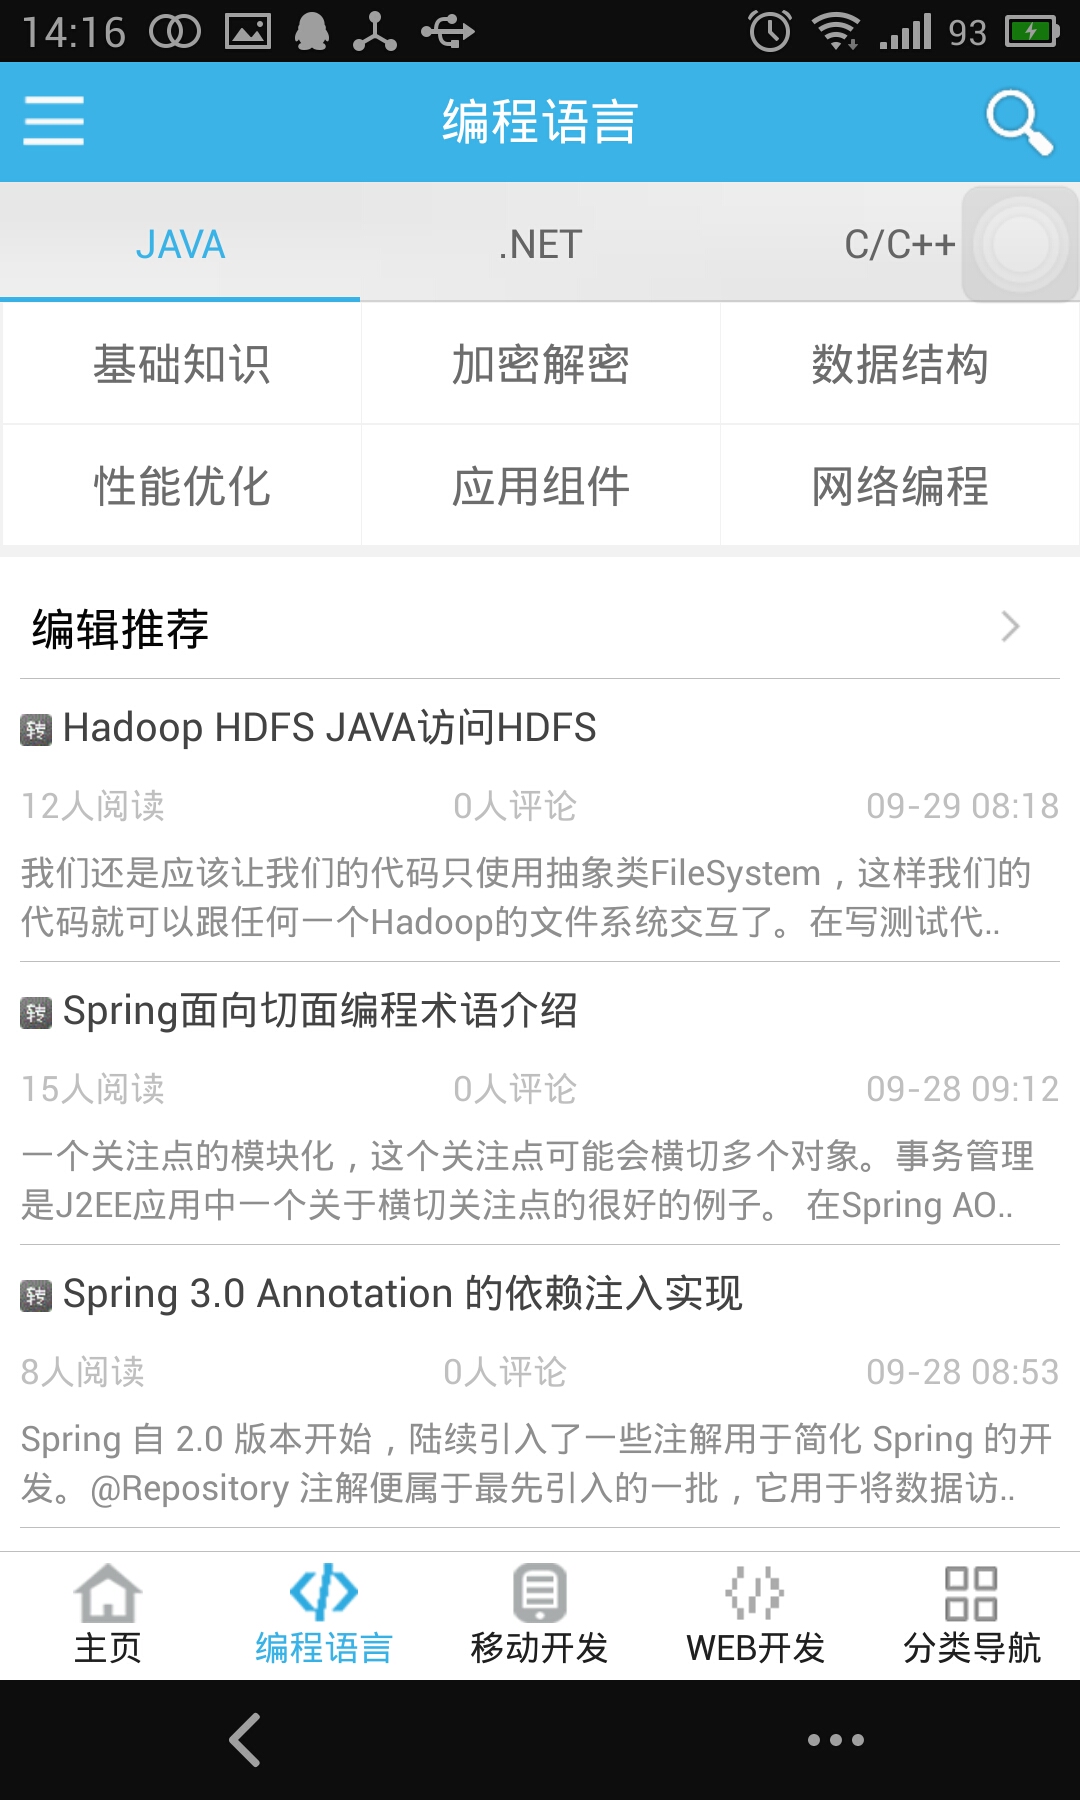 14:16
93
编程语言
JAVA
.NET
C/C++
基础知识
加密解密
数据结构
性能优化
应用组件
网络编程
编辑推荐
转 Hadoop HDFS JAVA访问HDFS
12人阅读
0人评论
09-29 08:18
我们还是应该让我们的代码只使用抽象类FileSystem，这样我们的
代码就可以跟任何一个Hadoop的文件系统交互了。在写测试代..
转 Spring面向切面编程术语介绍
15人阅读
0人评论
09-28 09:12
一个关注点的模块化，这个关注点可能会横切多个对象。事务管理
是J2EE应用中一个关于横切关注点的很好的例子。 在Spring AO..
转 Spring 3.0 Annotation 的依赖注入实现
8人阅读
0人评论
09-28 08:53
Spring 自 2.0 版本开始，陆续引入了一些注解用于简化 Spring 的开
发。@Repository 注解便属于最先引入的一批，它用于将数据访..
主页
编程语言
移动开发
WEB开发
分类导航